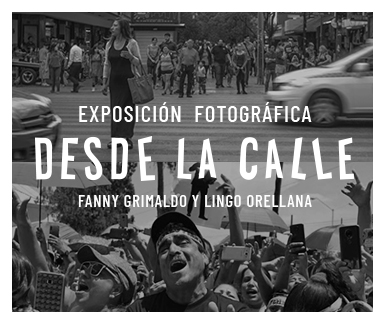 EXPOSICIÓN FOTOGRÁFICA
DESDE LA CALLE
FANNY GRIMALDO Y LINGO ORELLANA